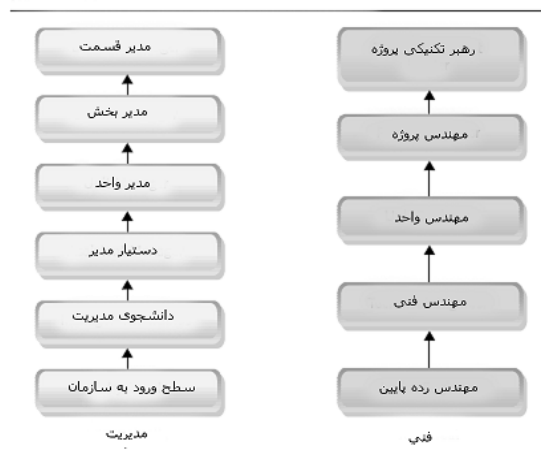 مدیر قسمت
مدیر بخش
مدیر واحد
دستیار مدیر
دانشجوی مدیریت
سطح ورود به سازمان
مدیریت
رهبر تکنیکی پروژه
مهندس پروژه
مهندس واحد
مهندس فنی
مهندس رده پایین
فنی